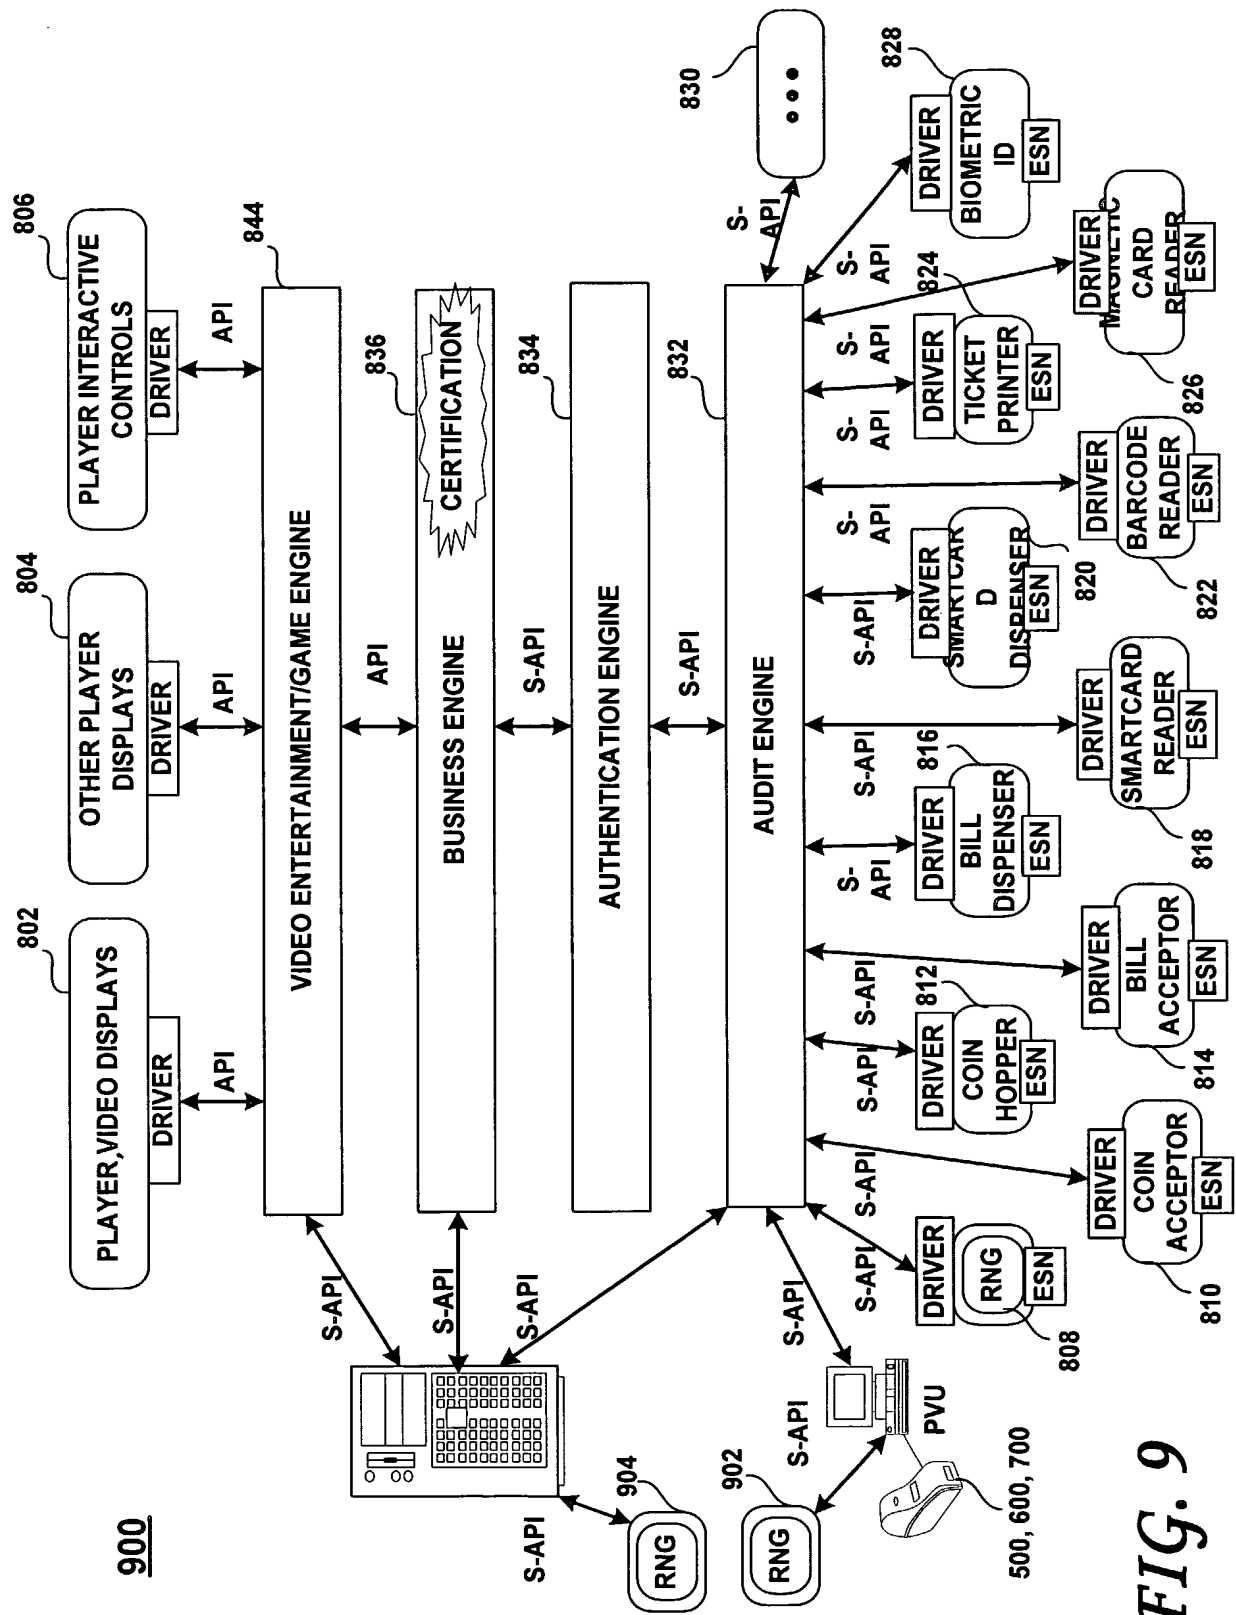 900
802
PLAYER,VIDEO DISPLAYS
DRIVER
API
804
OTHER PLAYER
DISPLAYS
DRIVER
API
806
PLAYER INTERACTIVE
CONTROLS
DRIVER
API
844
VIDEO ENTERTAINMENT/GAME ENGINE
API
836
BUSINESS ENGINE
CERTIFICATION
S-API
834
AUTHENTICATION ENGINE
S-API
832
AUDIT ENGINE
S-API
S-API
S-API
S-API
904
RNG
902
RNG
S-API
S-API
PVU
500, 600, 700
S-API
DRIVER
RNG
ESN
808
S-API
DRIVER
COIN
ACCEPTOR
ESN
810
S-API
DRIVER
COIN
HOPPER
ESN
812
S-API
DRIVER
BILL
ACCEPTOR
ESN
814
S-
API
DRIVER
BILL
DISPENSER
ESN
816
S-API
DRIVER
SMARTCARD
READER
ESN
818
S-API
DRIVER
SMARTCAR
D
DISPENSER
ESN
820
S-
API
DRIVER
BARCODE
READER
ESN
822
S-
API
DRIVER
TICKET
PRINTER
ESN
824
S-
API
DRIVER
MAGNETIC
CARD
READER
ESN
826
S-
API
DRIVER
BIOMETRIC
ID
ESN
828
S-
API
830
FIG. 9